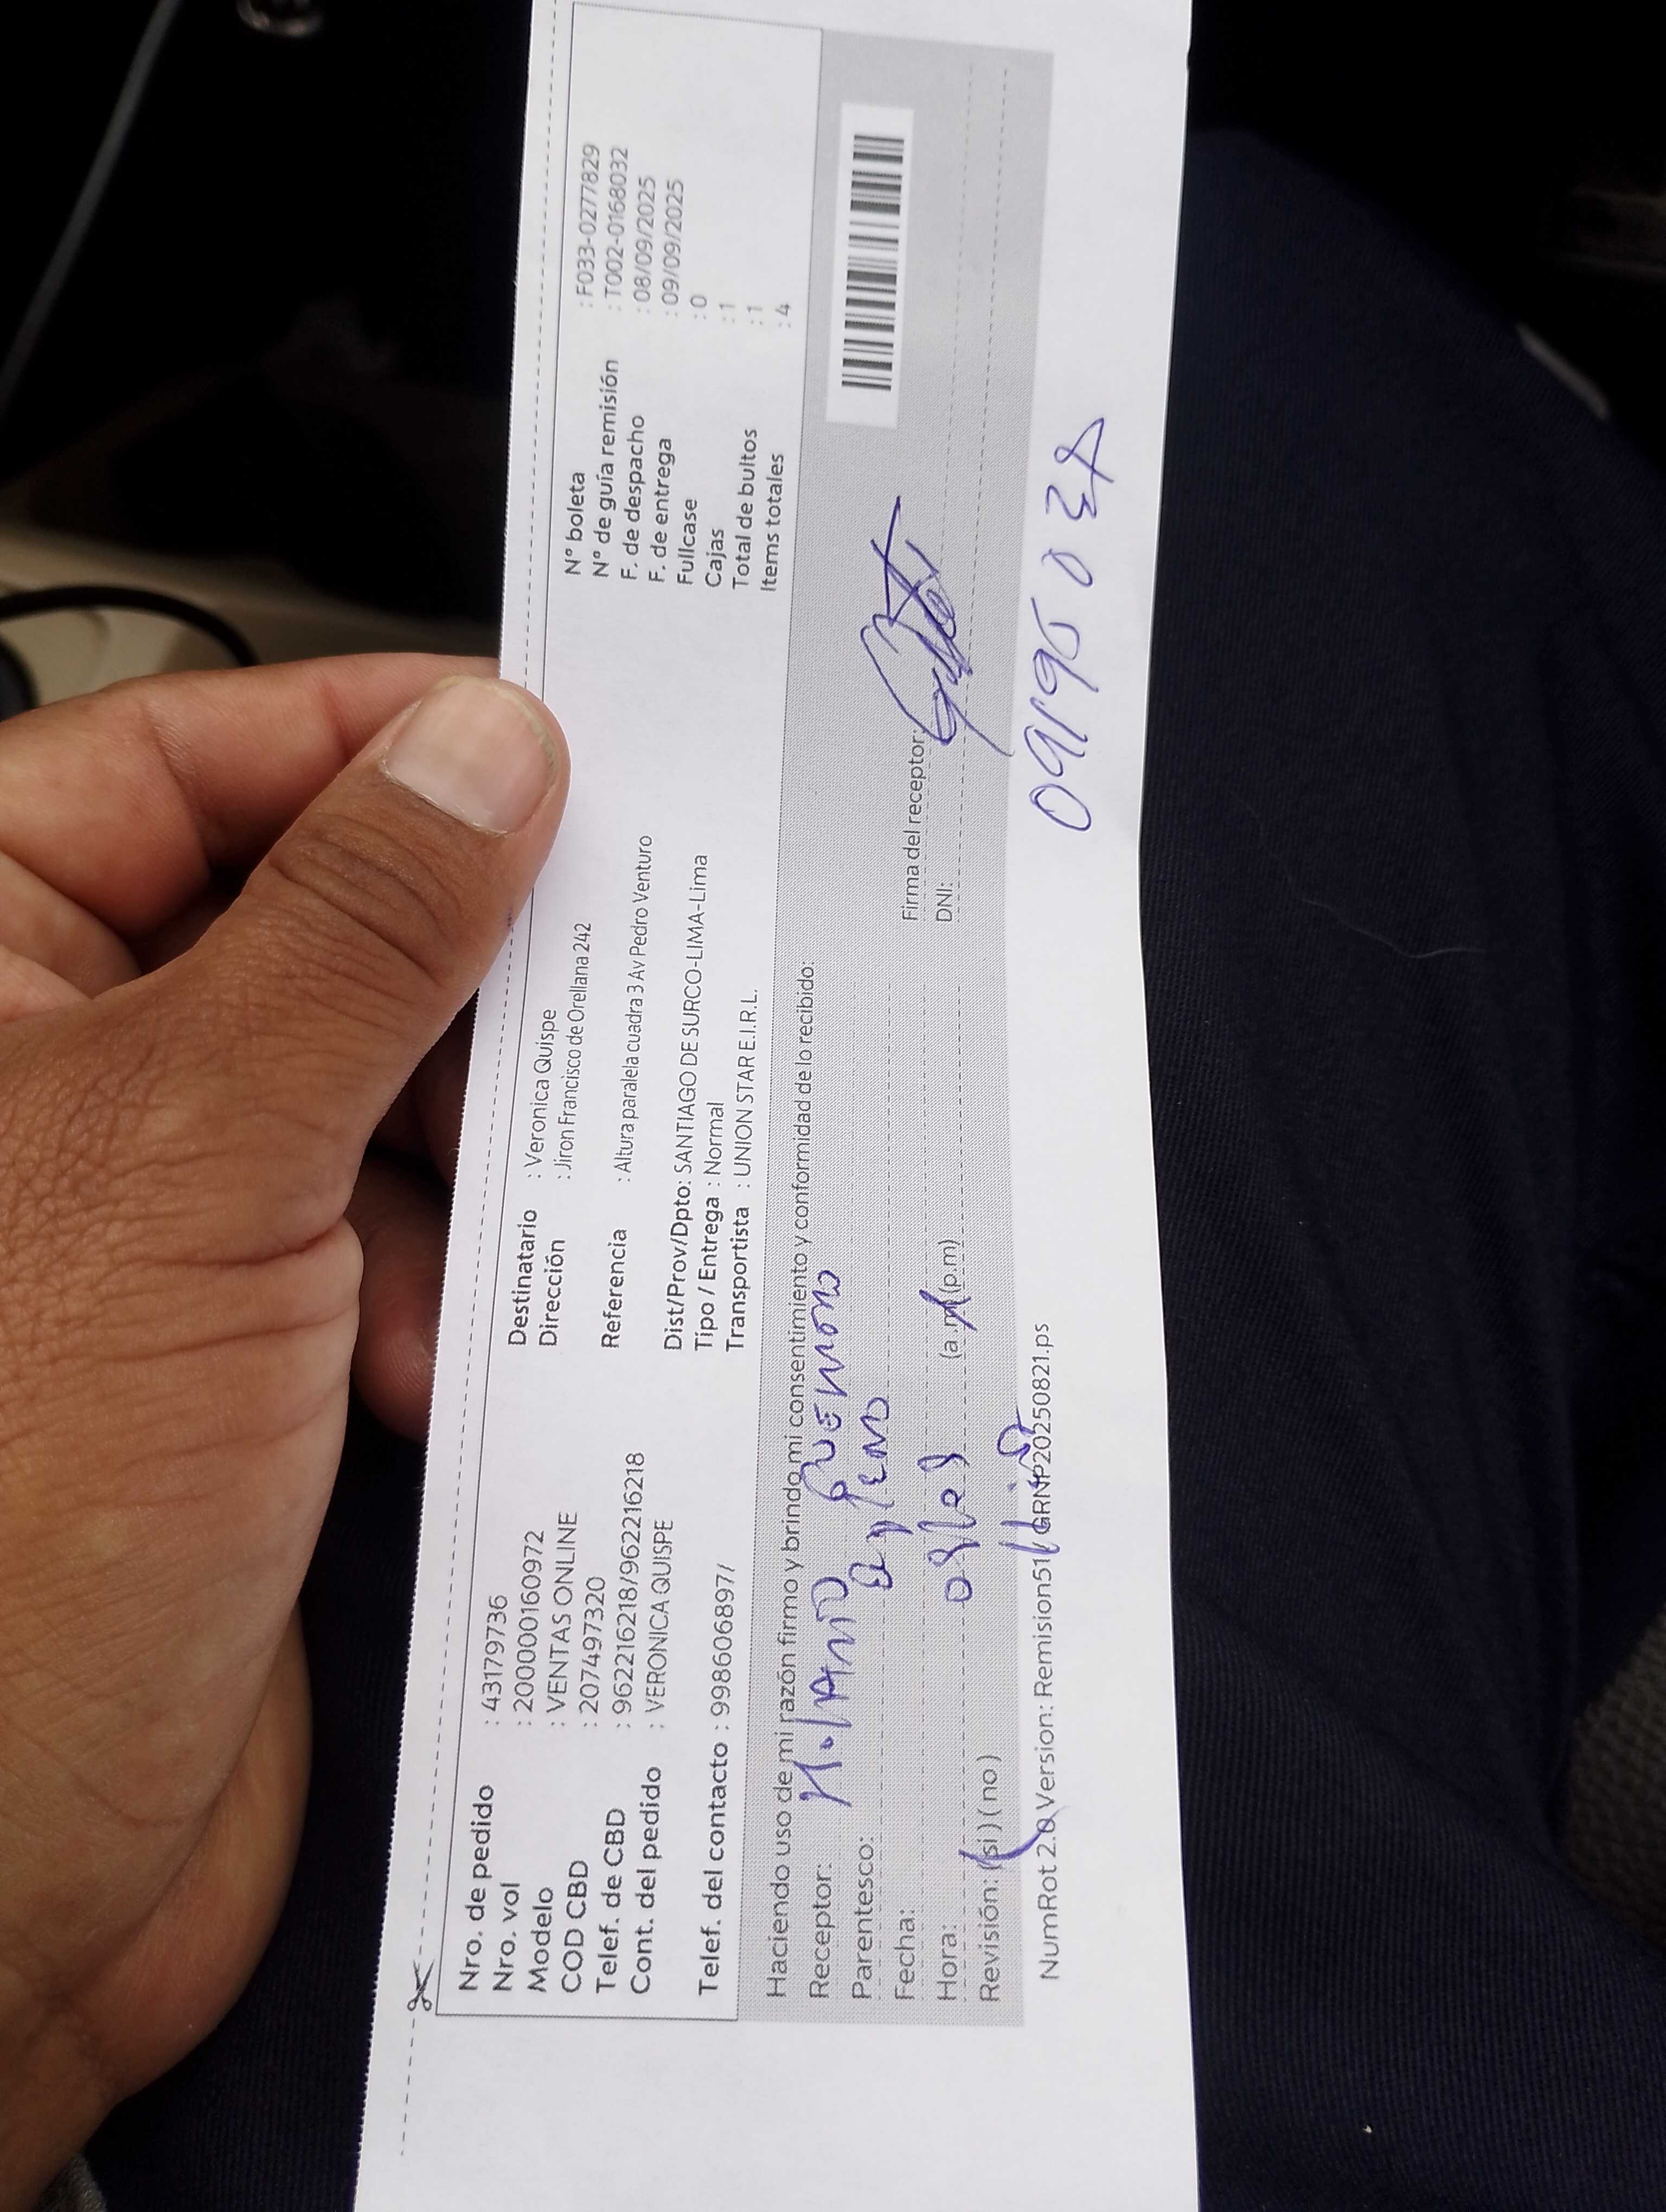 Nro. de pedido : 43179736
Nro. vol : 200000160972
Modelo : VENTAS ONLINE
COD CBD : 207497320
Telef. de CBD : 962216218/962216218
Cont. del pedido : VERONICA QUISPE
Telef. del contacto : 998606897/
Destinatario : Veronica Quispe
Dirección : Jiron Francisco de Orellana 242
Referencia : Altura paralela cuadra 3 Av Pedro Venturo
Dist/Prov/Dpto: SANTIAGO DE SURCO-LIMA-Lima
Tipo / Entrega : Normal
Transportista : UNION STAR E.I.R.L.
N° boleta : F033-0277829
N° de guía remisión : T002-0168032
F. de despacho : 08/09/2025
F. de entrega : 09/09/2025
Fullcase : 0
Cajas : 1
Total de bultos : 1
Items totales : 4
Haciendo uso de mi razón firmo y brindo mi consentimiento y conformidad de lo recibido:
Receptor:
Parentesco:
Fecha:
Hora: (a.m) (p.m)
Revisión: (si) (no)
Firma del receptor:
DNI:
NumRot 2.0 Version: Remision51 GRNP20250821.ps